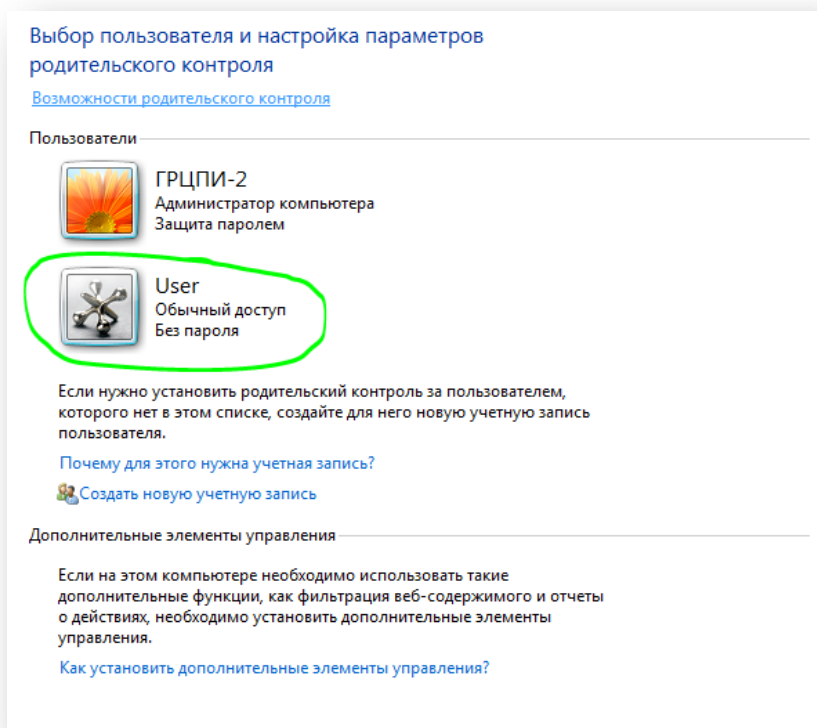 Выбор пользователя и настройка параметров
родительского контроля
Возможности родительского контроля
Пользователи
ГРЦПИ-2
Администратор компьютера
Защита паролем
User
Обычный доступ
Без пароля
Если нужно установить родительский контроль за пользователем,
которого нет в этом списке, создайте для него новую учетную запись
пользователя.
Почему для этого нужна учетная запись?
Создать новую учетную запись
Дополнительные элементы управления
Если на этом компьютере необходимо использовать такие
дополнительные функции, как фильтрация веб-содержимого и отчеты
о действиях, необходимо установить дополнительные элементы
управления.
Как установить дополнительные элементы управления?